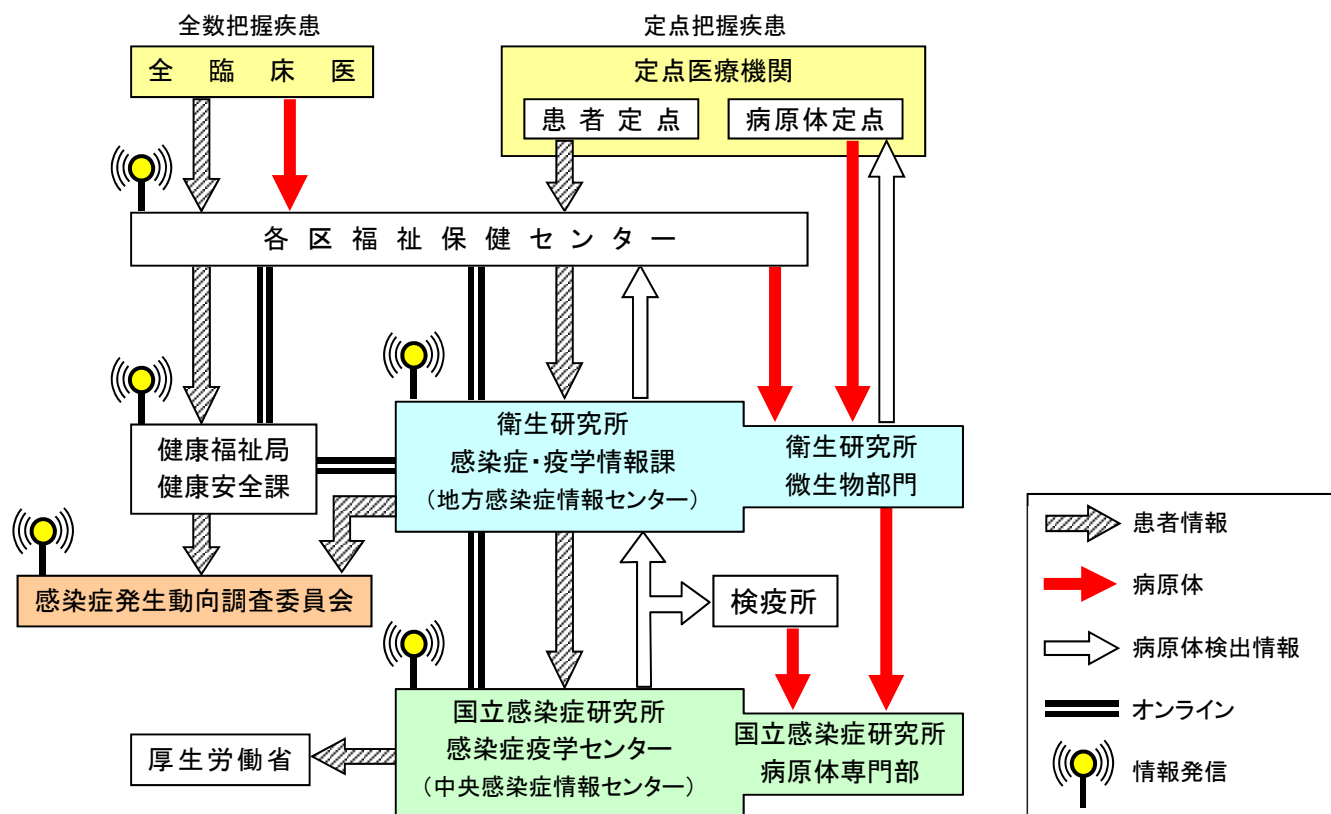 全数把握疾患
定点把握疾患
全臨床医
定点医療機関
患者定点
病原体定点
各区福祉保健センター
健康福祉局
健康安全課
衛生研究所
感染症・疫学情報課
（地方感染症情報センター）
衛生研究所
微生物部門
感染症発生動向調査委員会
検疫所
国立感染症研究所
感染症疫学センター
（中央感染症情報センター）
国立感染症研究所
病原体専門部
厚生労働省
患者情報
病原体
病原体検出情報
オンライン
情報発信